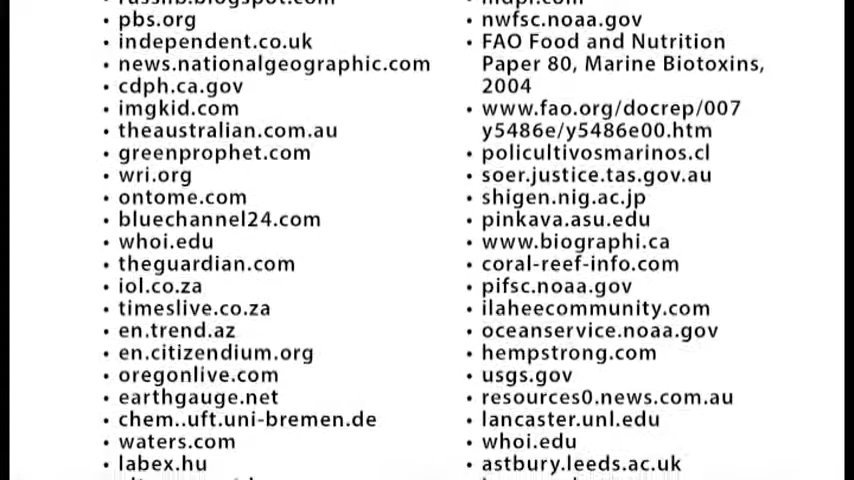 • pbs.org
• independent.co.uk
• news.nationalgeographic.com
• cdph.ca.gov
• imgkid.com
• theaustralian.com.au
• greenprophet.com
• wri.org
• ontome.com
• bluechannel24.com
• whoi.edu
• theguardian.com
• iol.co.za
• timeslive.co.za
• en.trend.az
• en.citizendium.org
• oregonlive.com
• earthgauge.net
• chem..uft.uni-bremen.de
• waters.com
• labex.hu
• nwfsc.noaa.gov
• FAO Food and Nutrition
Paper 80, Marine Biotoxins,
2004
• www.fao.org/docrep/007
y5486e/y5486e00.htm
• policultivosmarinos.cl
• soer.justice.tas.gov.au
• shigen.nig.ac.jp
• pinkava.asu.edu
• www.biographi.ca
• coral-reef-info.com
• pifsc.noaa.gov
• ilaheecommunity.com
• oceanservice.noaa.gov
• hempstrong.com
• usgs.gov
• resources0.news.com.au
• lancaster.unl.edu
• whoi.edu
• astbury.leeds.ac.uk